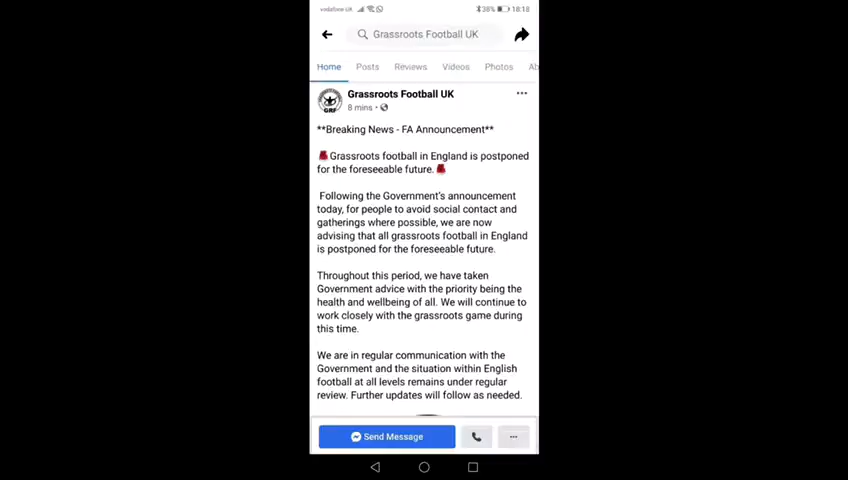 vodafone UK 38% 18:18
Grassroots Football UK
Home Posts Reviews Videos Photos Ab
Grassroots Football UK
8 mins
**Breaking News - FA Announcement**
Grassroots football in England is postponed
for the foreseeable future.
Following the Government's announcement
today, for people to avoid social contact and
gatherings where possible, we are now
advising that all grassroots football in England
is postponed for the foreseeable future.
Throughout this period, we have taken
Government advice with the priority being the
health and wellbeing of all. We will continue to
work closely with the grassroots game during
this time.
We are in regular communication with the
Government and the situation within English
football at all levels remains under regular
review. Further updates will follow as needed.
Send Message